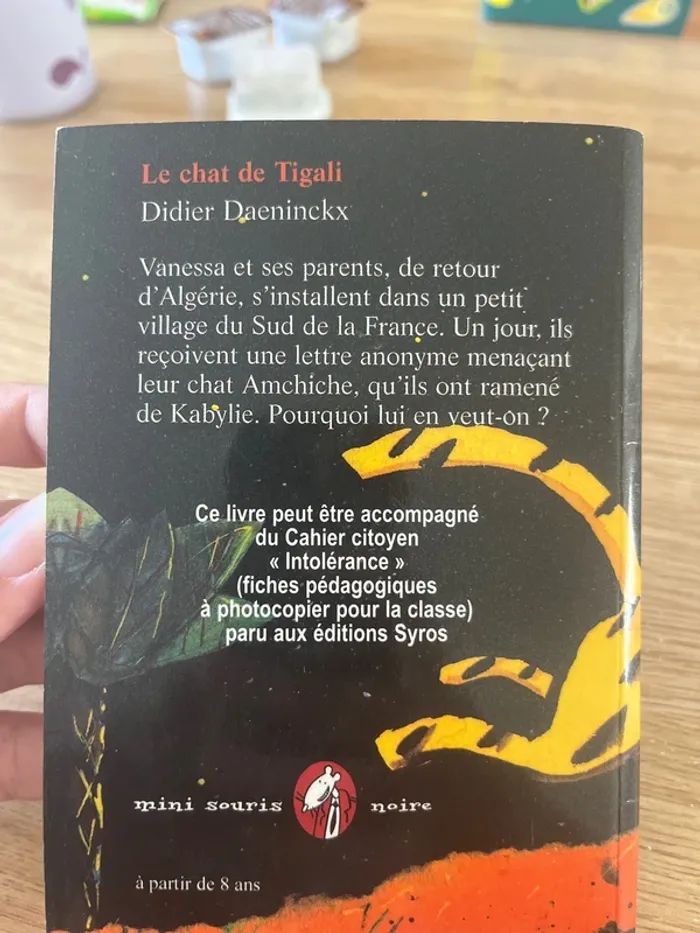 Le chat de Tigali
Didier Daeninckx
Vanessa et ses parents, de retour
d'Algérie, s'installent dans un petit
village du Sud de la France. Un jour, ils
reçoivent une lettre anonyme menaçant
leur chat Amchiche, qu'ils ont ramené
de Kabylie. Pourquoi lui en veut-on ?
Ce livre peut être accompagné
du Cahier citoyen
« Intolérance »
(fiches pédagogiques
à photocopier pour la classe)
paru aux éditions Syros
mini souris noire
à partir de 8 ans